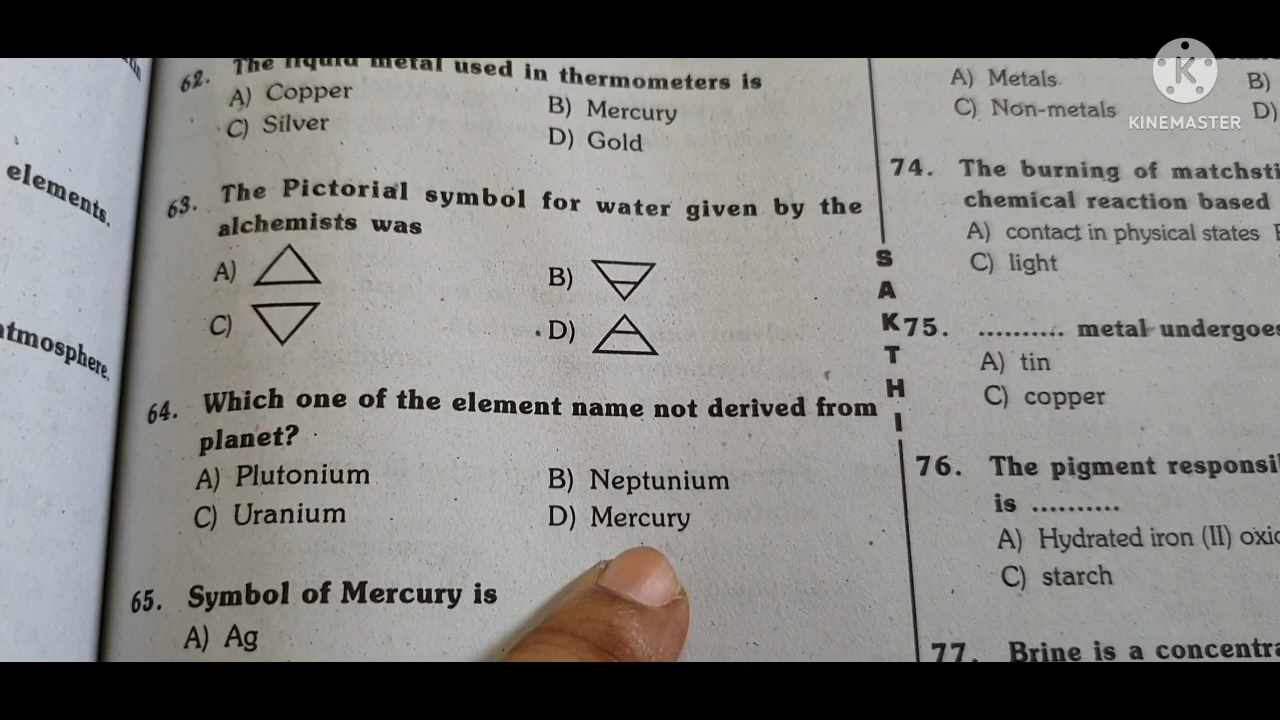 elements.
atmosphere.
62. The liquid metal used in thermometers is
A) Copper B) Mercury
C) Silver D) Gold
63. The Pictorial symbol for water given by the
alchemists was
A) B)
C) D)
64. Which one of the element name not derived from
planet?
A) Plutonium B) Neptunium
C) Uranium D) Mercury
65. Symbol of Mercury is
A) Ag
SAKTHI
A) Metals. B)
C) Non-metals D)
74. The burning of matchsti
chemical reaction based
A) contact in physical states
C) light
75. .......... metal undergoes
A) tin
C) copper
76. The pigment responsi
is ..........
A) Hydrated iron (II) oxi
C) starch
77. Brine is a concentra
K
KINEMASTER